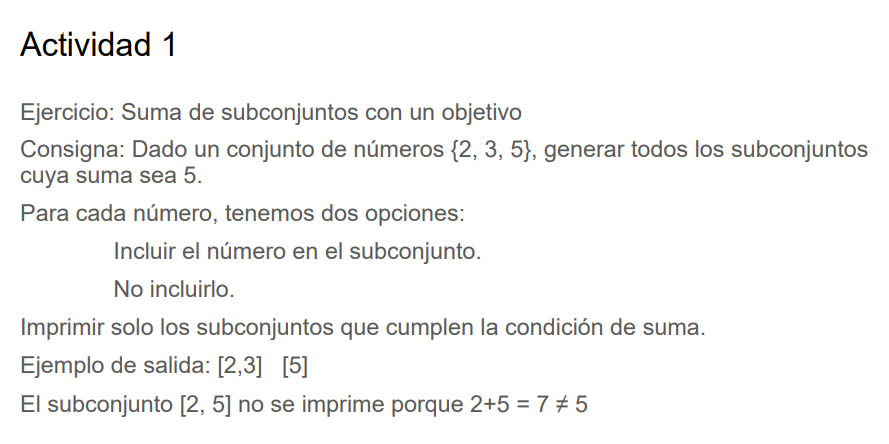 Actividad 1
Ejercicio: Suma de subconjuntos con un objetivo
Consigna: Dado un conjunto de números {2, 3, 5}, generar todos los subconjuntos
cuya suma sea 5.
Para cada número, tenemos dos opciones:
Incluir el número en el subconjunto.
No incluirlo.
Imprimir solo los subconjuntos que cumplen la condición de suma.
Ejemplo de salida: [2,3]   [5]
El subconjunto [2, 5] no se imprime porque 2+5 = 7 ≠ 5